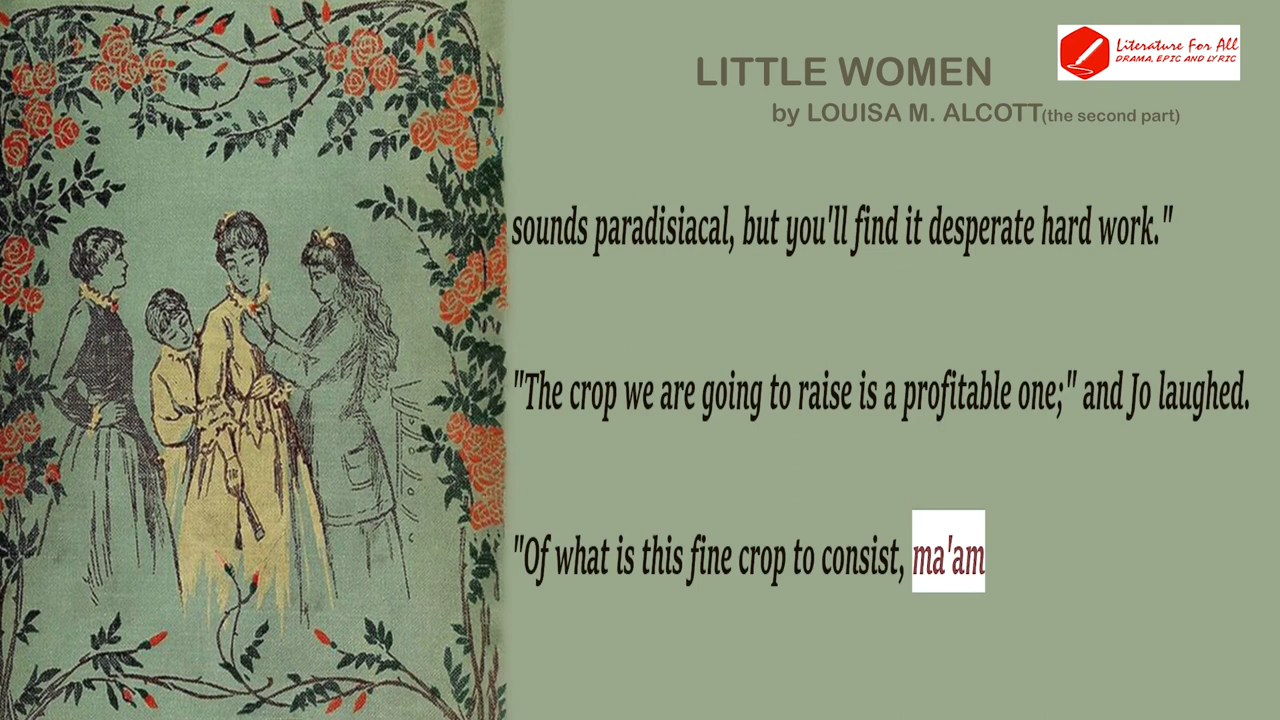 LITTLE WOMEN
by LOUISA M. ALCOTT(the second part)
Literature For All
DRAMA, EPIC AND LYRIC
sounds paradisiacal, but you'll find it desperate hard work."
"The crop we are going to raise is a profitable one;" and Jo laughed.
"Of what is this fine crop to consist, ma'am